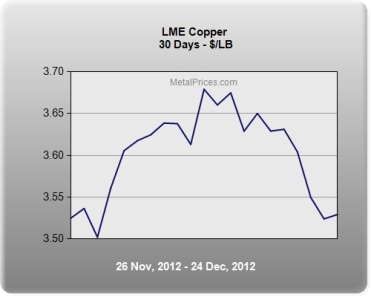 LME Copper
30 Days - $/LB
MetalPrices.com
3.70
3.65
3.60
3.55
3.50
26 Nov, 2012 - 24 Dec, 2012